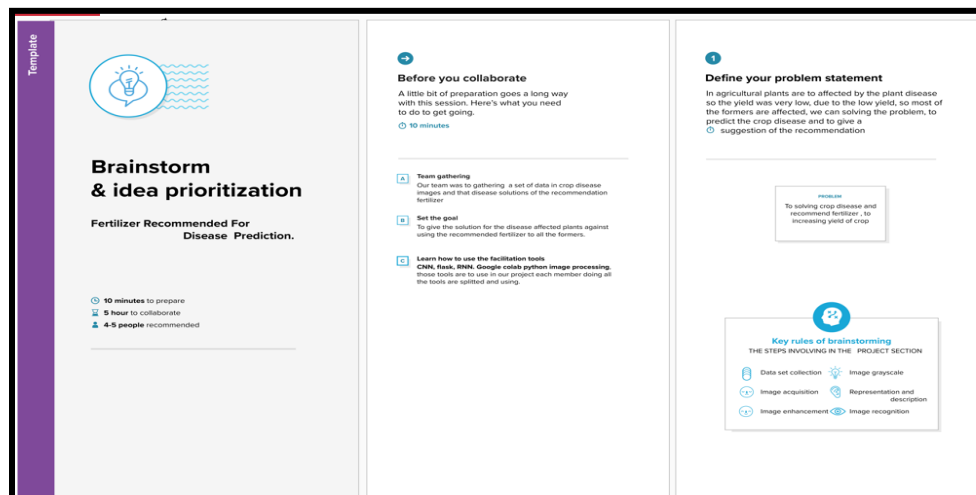 Template
Brainstorm
& idea prioritization
Fertilizer Recommended For
Disease Prediction.
10 minutes to prepare
5 hour to collaborate
4-5 people recommended
Before you collaborate
A little bit of preparation goes a long way
with this session. Here's what you need
to do to get going.
10 minutes
A
Team gathering
Our team was to gathering a set of data in crop disease
images and that disease solutions of the recommendation
fertilizer
B
Set the goal
To give the solution for the disease affected plants against
using the recommended fertilizer to all the formers.
C
Learn how to use the facilitation tools
CNN, flask, RNN. Google colab python image processing,
those tools are to use in our project each member doing all
the tools are splitted and using.
1
Define your problem statement
In agricultural plants are to affected by the plant disease
so the yield was very low, due to the low yield, so most of
the formers are affected, we can solving the problem, to
predict the crop disease and to give a
suggestion of the recommendation
PROBLEM
To solving crop disease and
recommend fertilizer , to
increasing yield of crop
Key rules of brainstorming
THE STEPS INVOLVING IN THE PROJECT SECTION
Data set collection
Image grayscale
Image acquisition
Representation and
description
Image enhancement
Image recognition